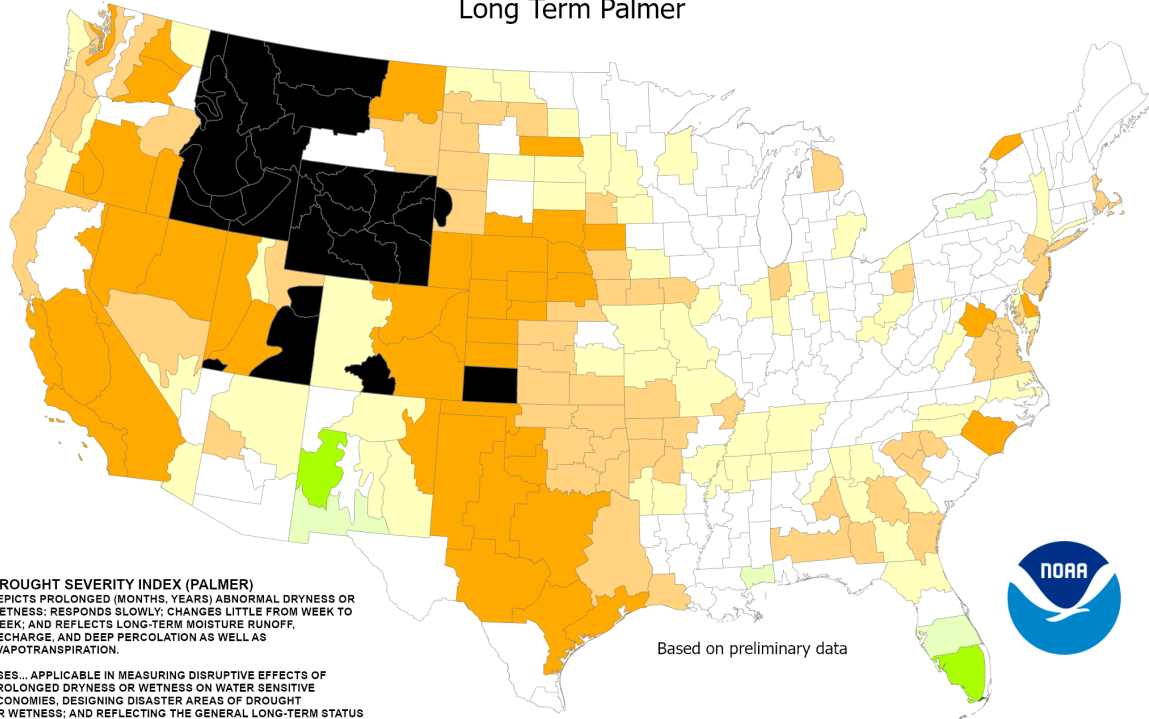 Long Term Palmer
NOAA
Based on preliminary data
ROUGHT SEVERITY INDEX (PALMER)
EPICTS PROLONGED (MONTHS, YEARS) ABNORMAL DRYNESS OR
ETNESS: RESPONDS SLOWLY; CHANGES LITTLE FROM WEEK TO
EEK; AND REFLECTS LONG-TERM MOISTURE RUNOFF,
ECHARGE, AND DEEP PERCOLATION AS WELL AS
VAPOTRANSPIRATION.
SES... APPLICABLE IN MEASURING DISRUPTIVE EFFECTS OF
ROLONGED DRYNESS OR WETNESS ON WATER SENSITIVE
CONOMIES, DESIGNING DISASTER AREAS OF DROUGHT
R WETNESS; AND REFLECTING THE GENERAL LONG-TERM STATUS